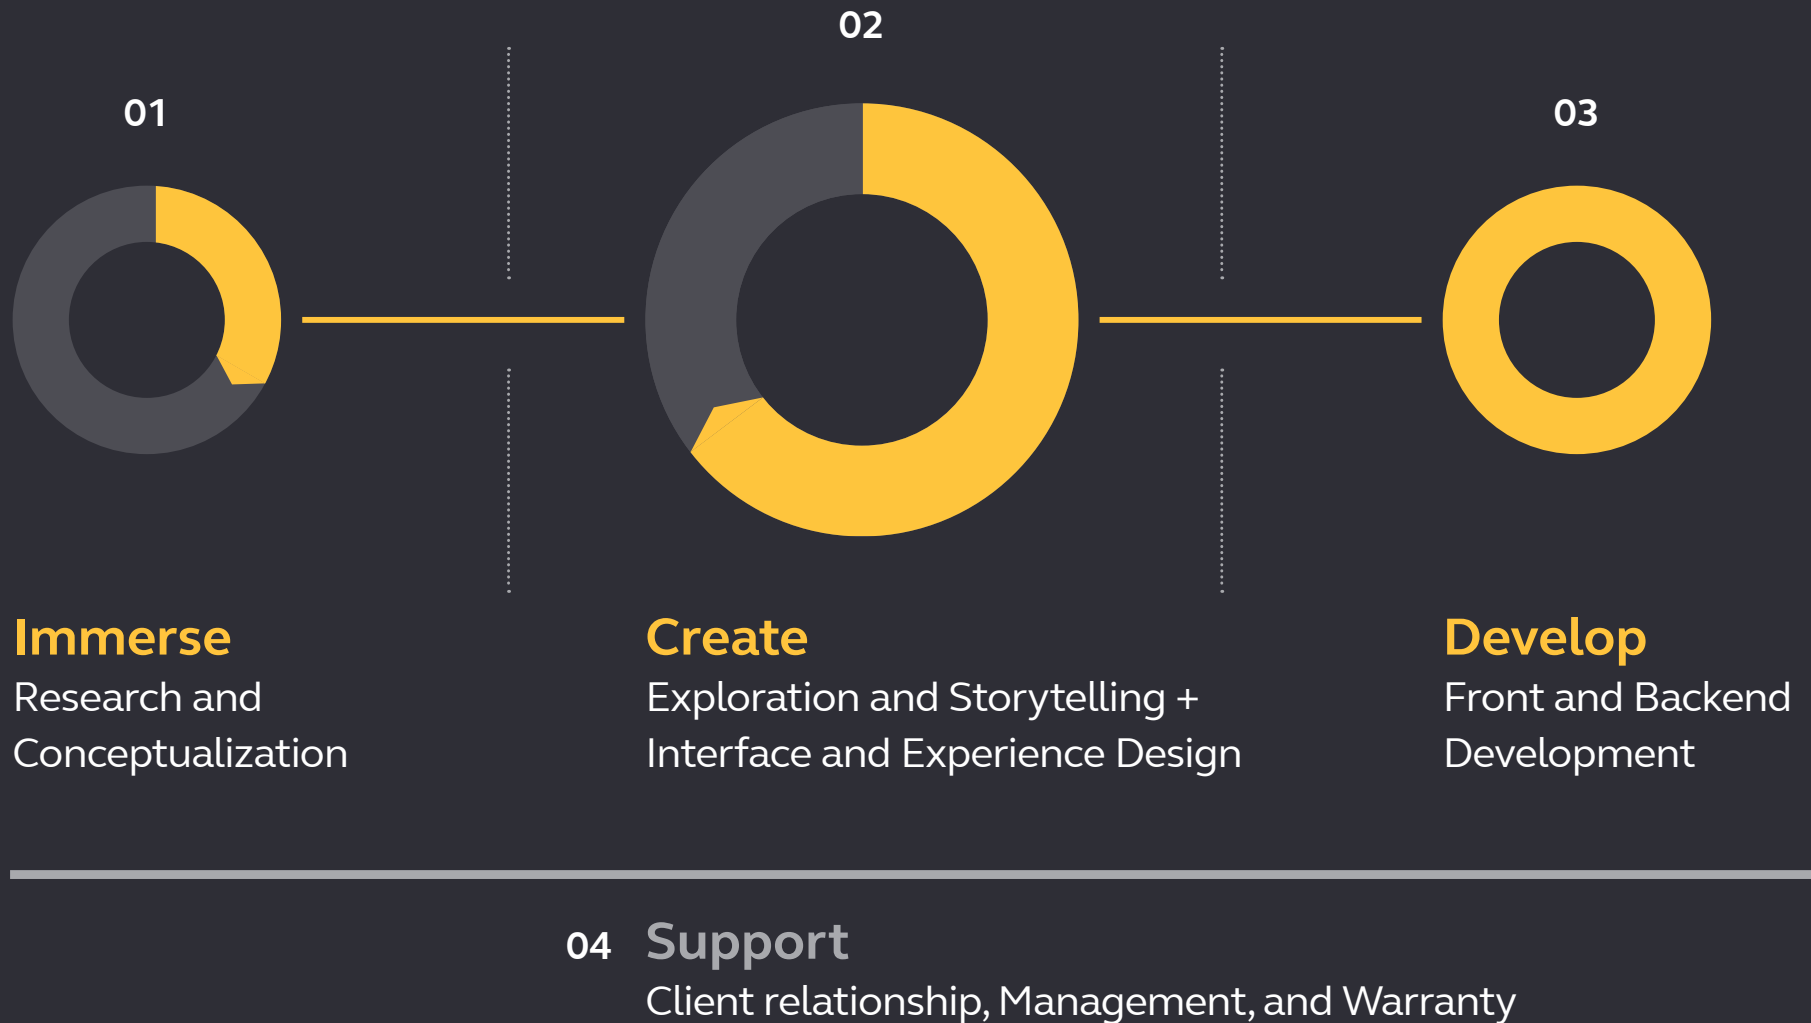 01
02
03
Immerse
Research and
Conceptualization
Create
Exploration and Storytelling +
Interface and Experience Design
Develop
Front and Backend
Development
04 Support
Client relationship, Management, and Warranty